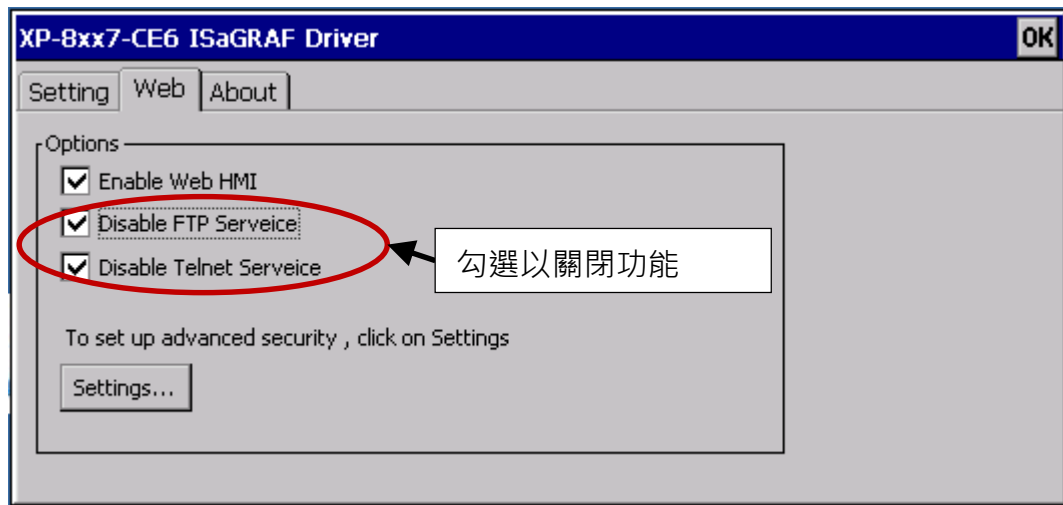 XP-8xx7-CE6 ISaGRAF Driver OK
Setting Web About
Options
Enable Web HMI
Disable FTP Serveice
Disable Telnet Serveice
勾選以關閉功能
To set up advanced security , click on Settings
Settings...